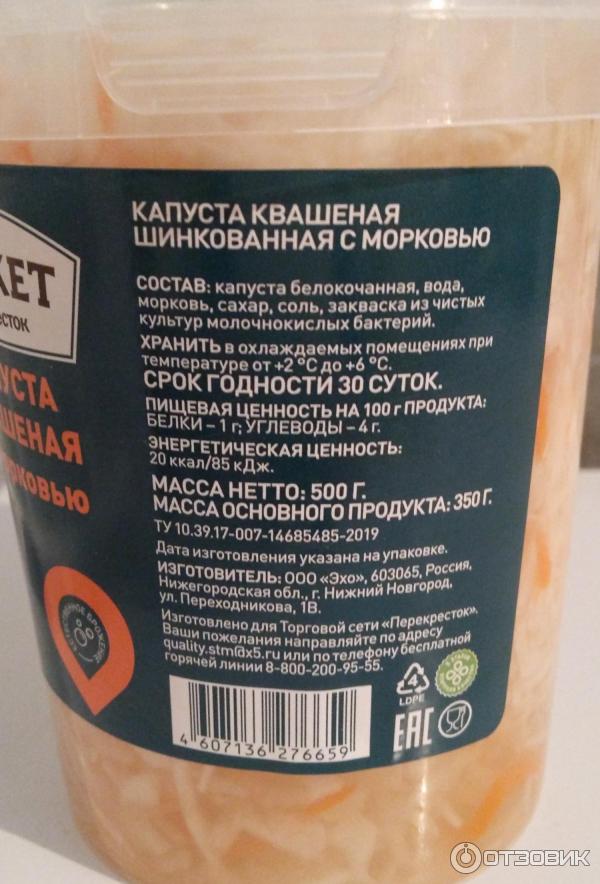 КЕТ
КАПУСТА КВАШЕНАЯ
ШИНКОВАННАЯ С МОРКОВЬЮ
СОСТАВ: капуста белокочанная, вода,
морковь, сахар, соль, закваска из чистых
культур молочнокислых бактерий.
ХРАНИТЬ в охлаждаемых помещениях при
температуре от +2 °С до +6 °С.
СРОК ГОДНОСТИ 30 СУТОК.
ПИЩЕВАЯ ЦЕННОСТЬ НА 100 г ПРОДУКТА:
БЕЛКИ – 1 г; УГЛЕВОДЫ – 4 г.
ЭНЕРГЕТИЧЕСКАЯ ЦЕННОСТЬ:
20 ккал/85 кДж.
МАССА НЕТТО: 500 Г.
МАССА ОСНОВНОГО ПРОДУКТА: 350 Г.
ТУ 10.39.17-007-14685485-2019
Дата изготовления указана на упаковке.
ИЗГОТОВИТЕЛЬ: ООО «Эхо», 603065, Россия,
Нижегородская обл., г. Нижний Новгород,
ул. Переходникова, 1В.
Изготовлено для Торговой сети «Перекресток».
Ваши пожелания направляйте по адресу
quality.stm@x5.ru или по телефону бесплатной
горячей линии 8-800-200-95-55.
4 607136 276659
4
LDPE
ЕАС
сток
УСТА
ШЕНАЯ
РКОВЬЮ
ЕСТЕСТВЕННОЕ БРОЖЕНИЕ
ОТЗОВИК